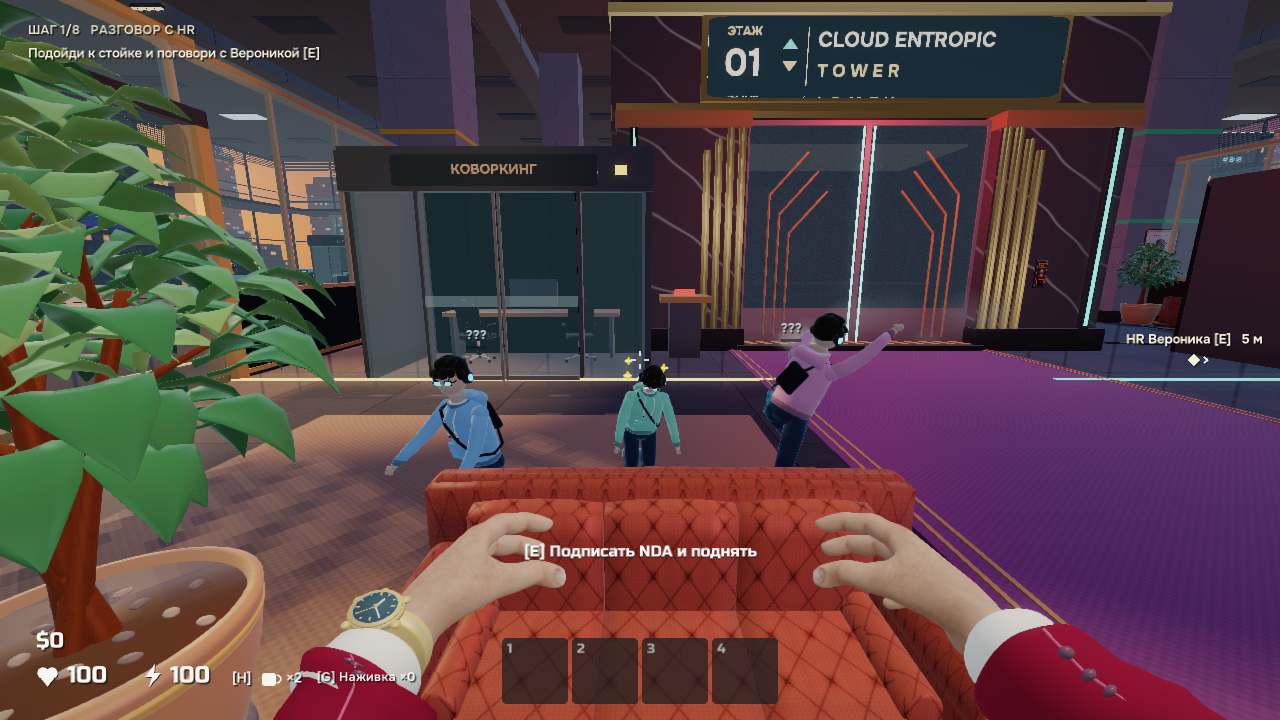 ШАГ 1/8 РАЗГОВОР С HR
Подойди к стойке и поговори с Вероникой [E]
ЭТАЖ
01
CLOUD ENTROPIC
TOWER
КОВОРКИНГ
???
???
HR Вероника [E] 5 м
[E] Подписать NDA и поднять
$0
100
100
[H]
×2
[G] Наживка ×0
1
2
3
4